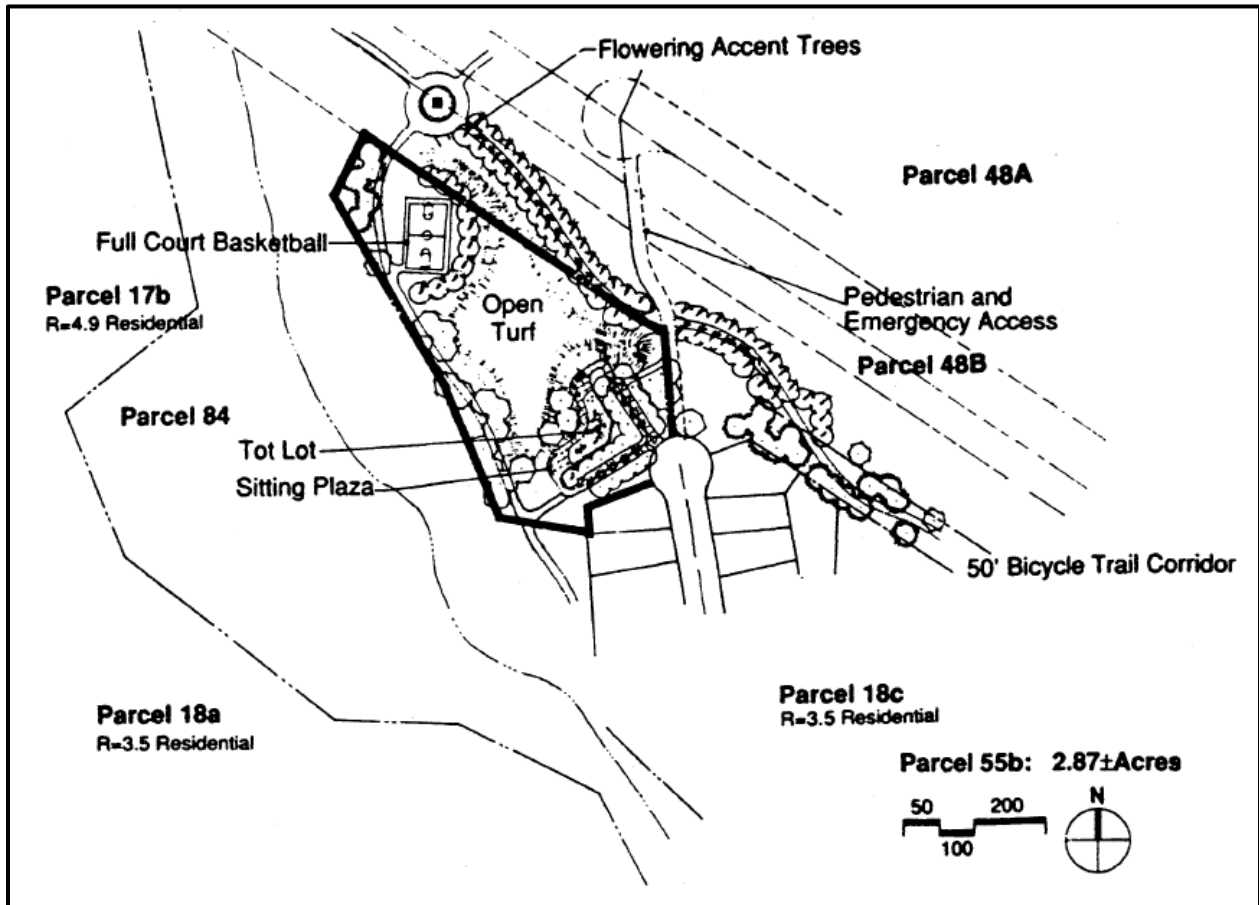 Flowering Accent Trees
Parcel 48A
Full Court Basketball
Parcel 17b
R=4.9 Residential
Open
Turf
Pedestrian and
Emergency Access
Parcel 48B
Parcel 84
Tot Lot
Sitting Plaza
50' Bicycle Trail Corridor
Parcel 18a
R=3.5 Residential
Parcel 18c
R=3.5 Residential
Parcel 55b: 2.87±Acres
50 200
100
N